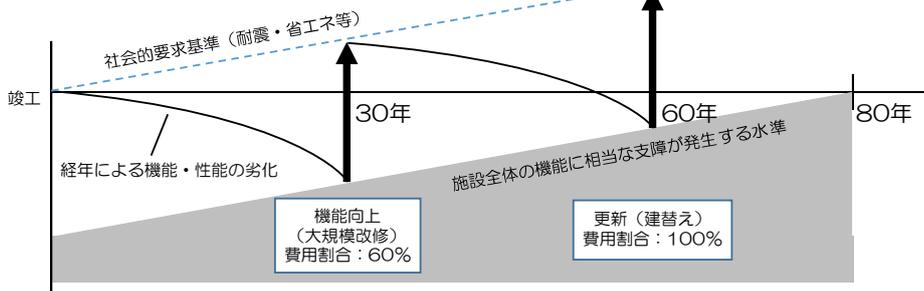 社会的要求基準（耐震・省エネ等）
竣工
30年
60年
80年
経年による機能・性能の劣化
施設全体の機能に相当な支障が発生する水準
機能向上
（大規模改修）
費用割合：60%
更新（建替え）
費用割合：100%